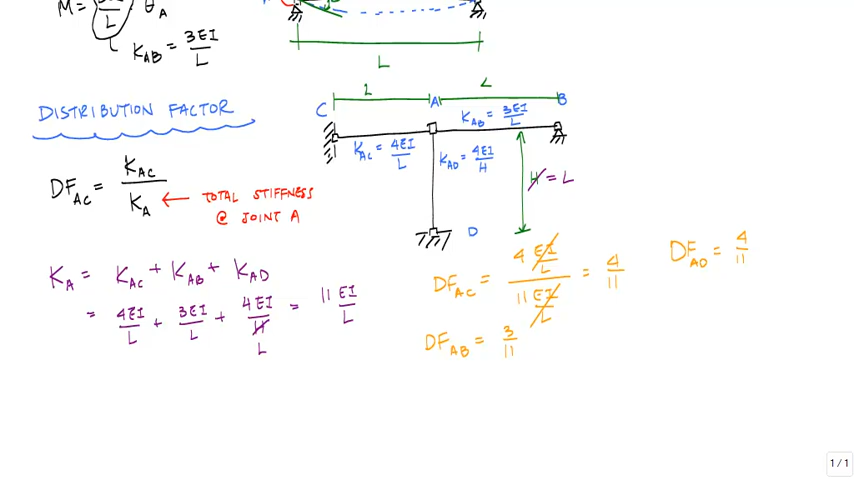 M = 3EI/L θ_A
K_AB = 3EI/L
L
DISTRIBUTION FACTOR
C L A L B
K_AB = 3EI/L
K_AC = 4EI/L K_AD = 4EI/H H = L
D
DF_AC = K_AC/K_A ← TOTAL STIFFNESS
@ JOINT A
K_A = K_AC + K_AB + K_AD
= 4EI/L + 3EI/L + 4EI/H L = 11 EI/L
DF_AC = 4 EI/L / 11 EI/L = 4/11
DF_AD = 4/11
DF_AB = 3/11
1 / 1